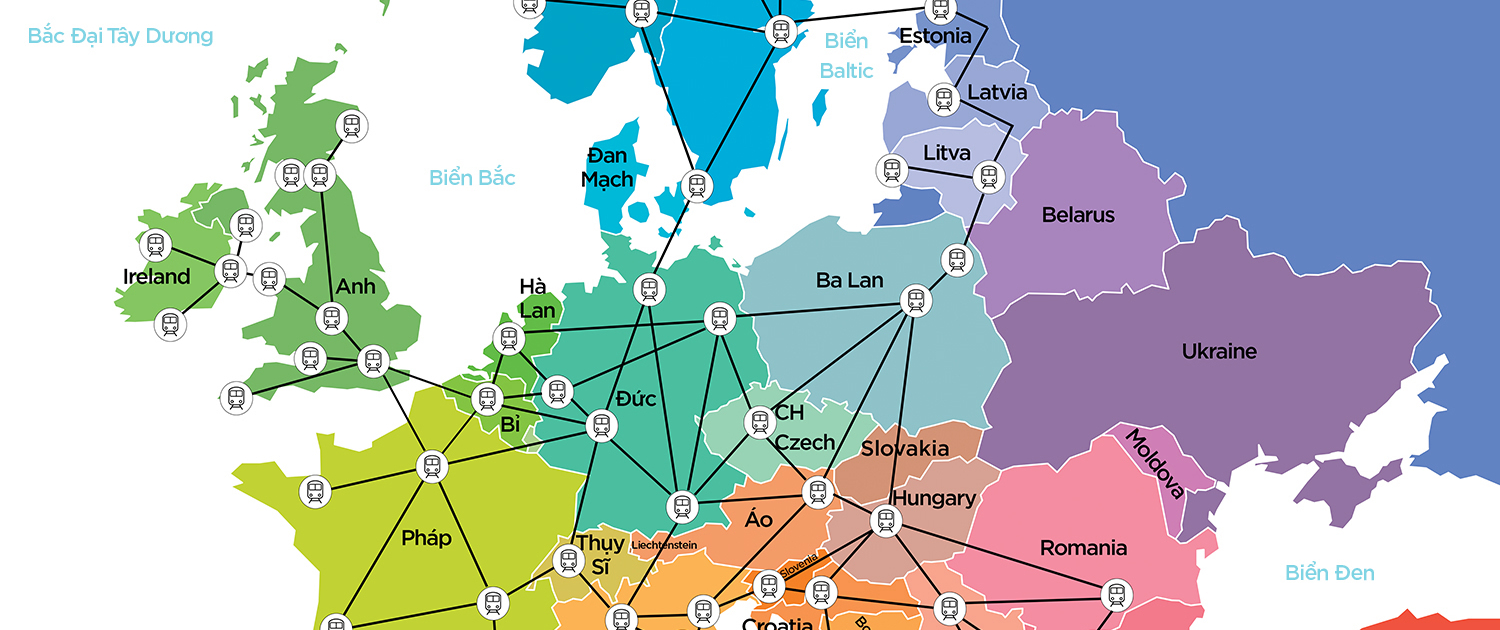 Bắc Đại Tây Dương
Biển
Baltic
Estonia
Latvia
Litva
Đan
Mạch
Biển Bắc
Belarus
Ireland
Anh
Hà
Lan
Ba Lan
Ukraine
Đức
Bỉ
CH
Czech
Slovakia
Moldova
Hungary
Áo
Pháp
Thụy
Sĩ
Liechtenstein
Romania
Slovenia
Biển Đen
Croatia